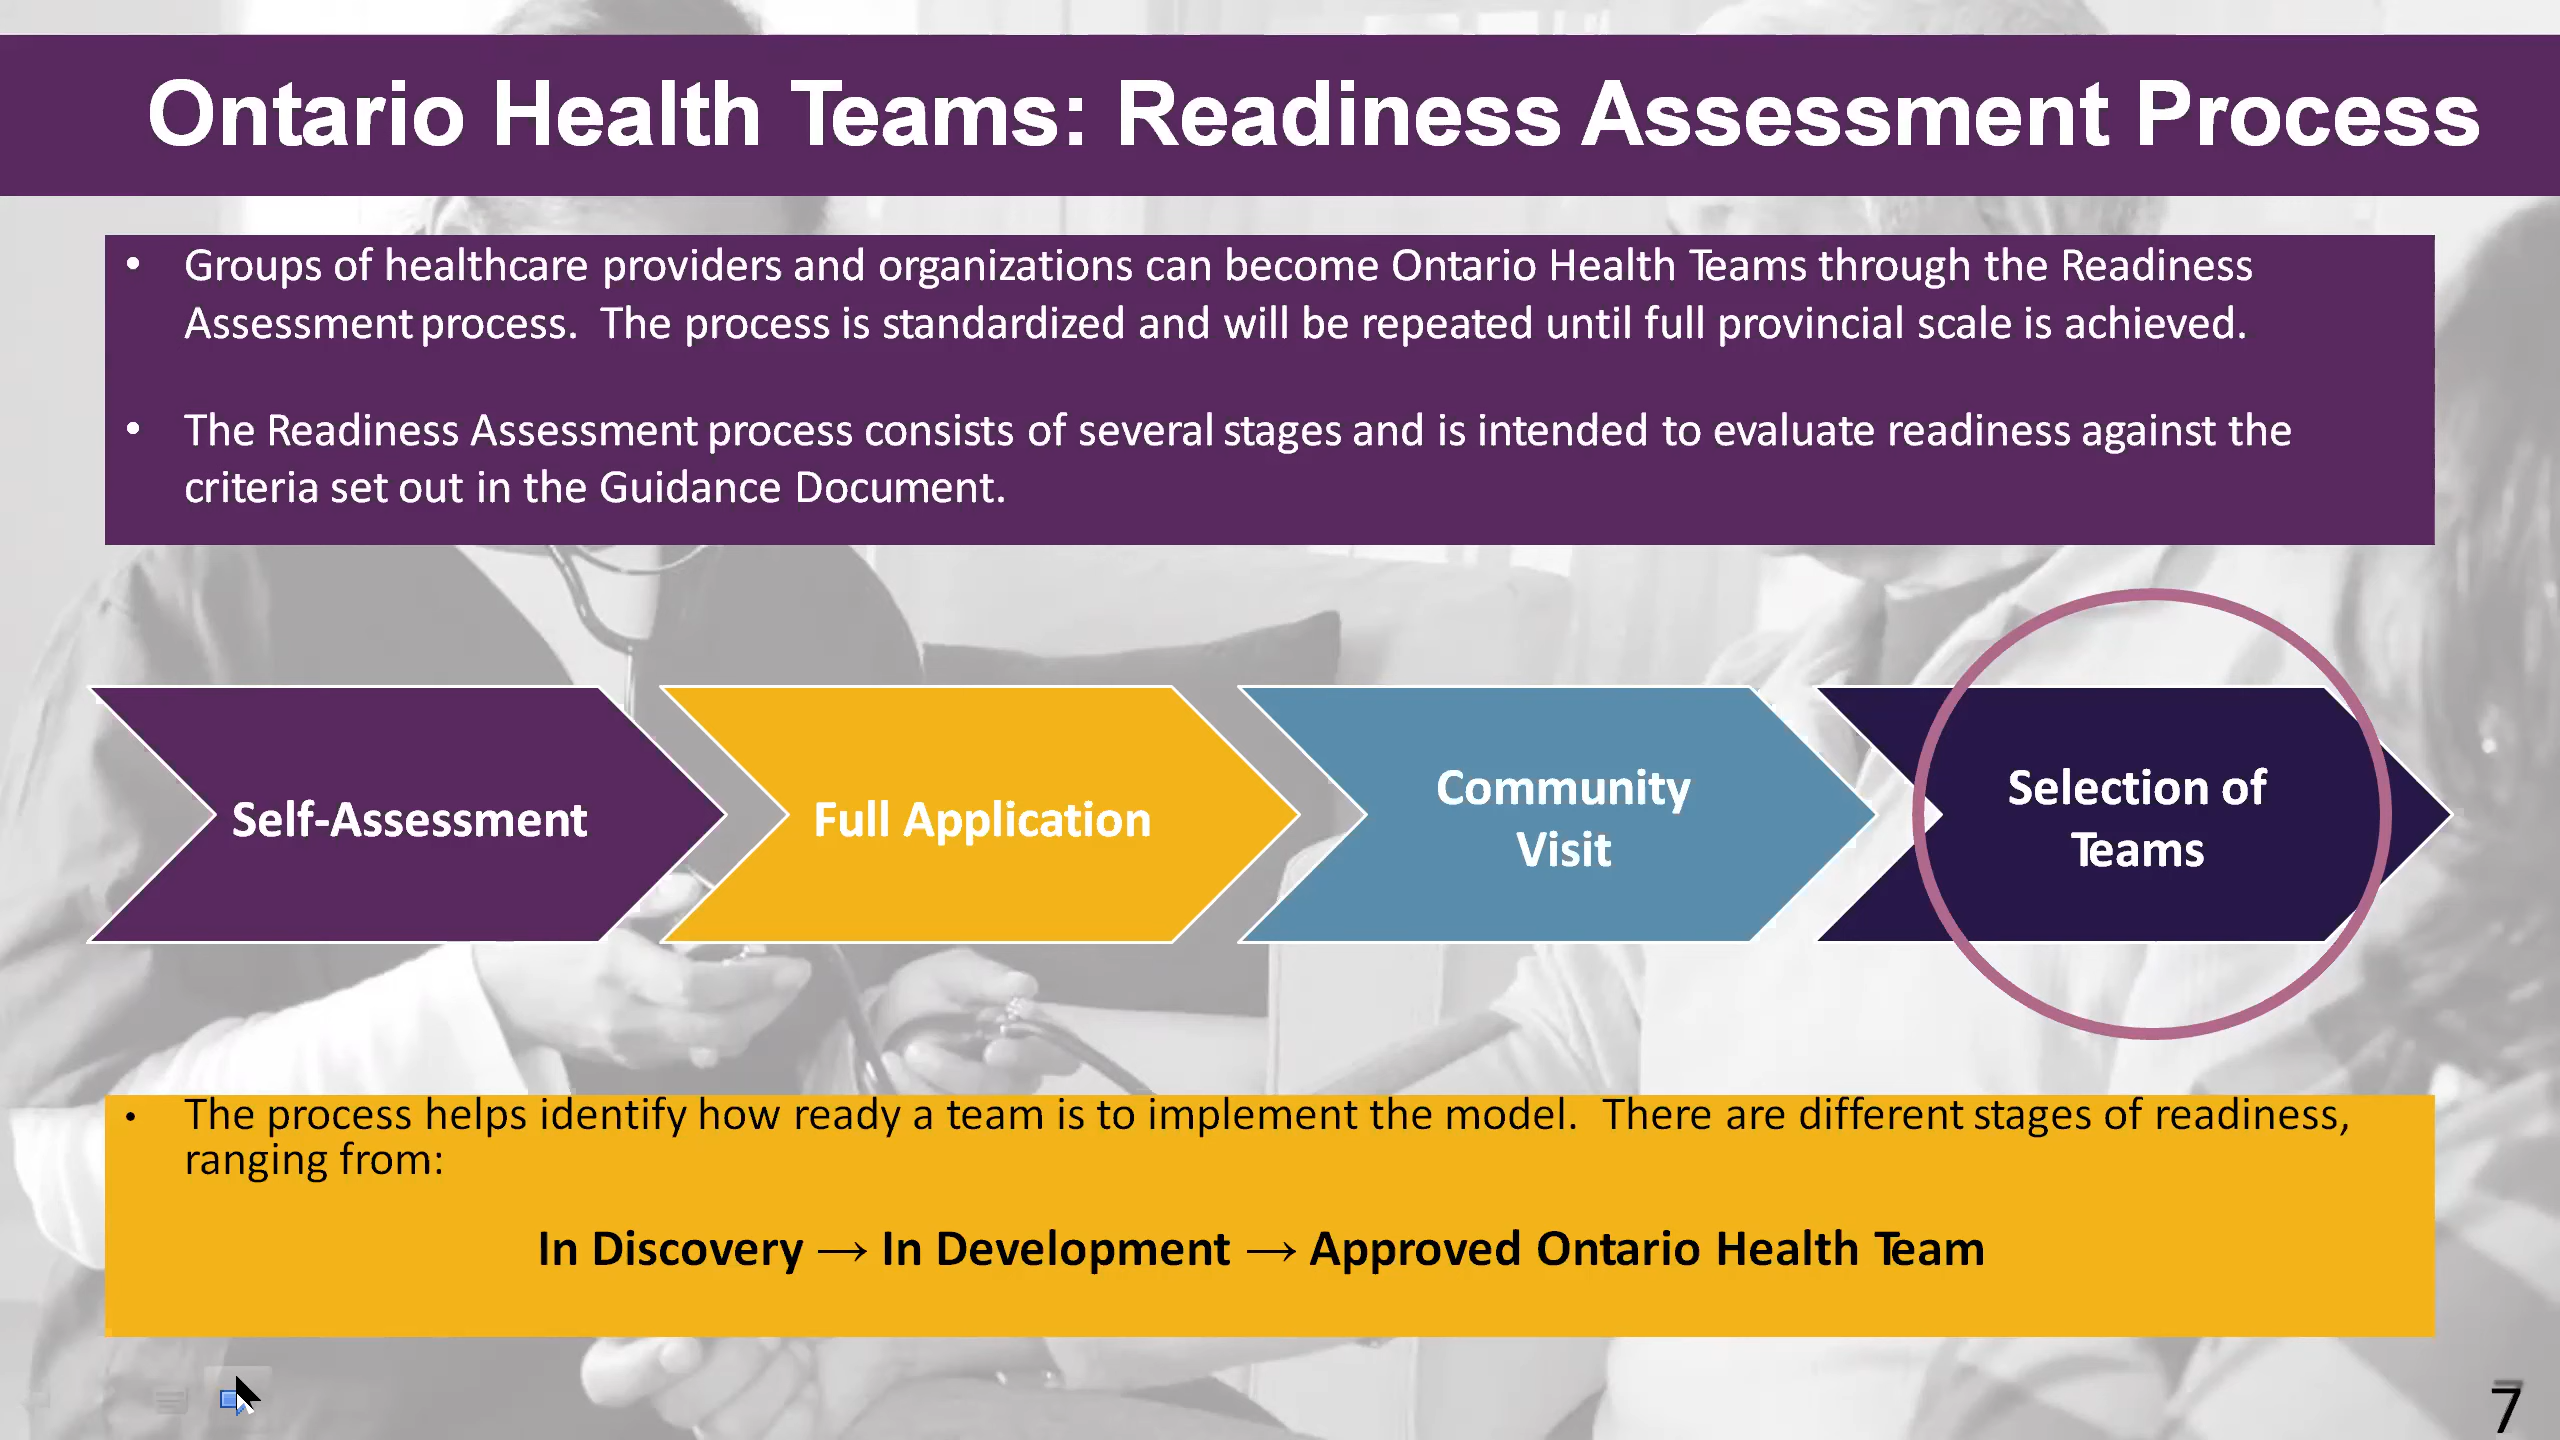 Ontario Health Teams: Readiness Assessment Process
• Groups of healthcare providers and organizations can become Ontario Health Teams through the Readiness
Assessment process.  The process is standardized and will be repeated until full provincial scale is achieved.
• The Readiness Assessment process consists of several stages and is intended to evaluate readiness against the
criteria set out in the Guidance Document.
Self-Assessment
Full Application
Community
Visit
Selection of
Teams
• The process helps identify how ready a team is to implement the model.  There are different stages of readiness,
ranging from:
In Discovery → In Development → Approved Ontario Health Team
7